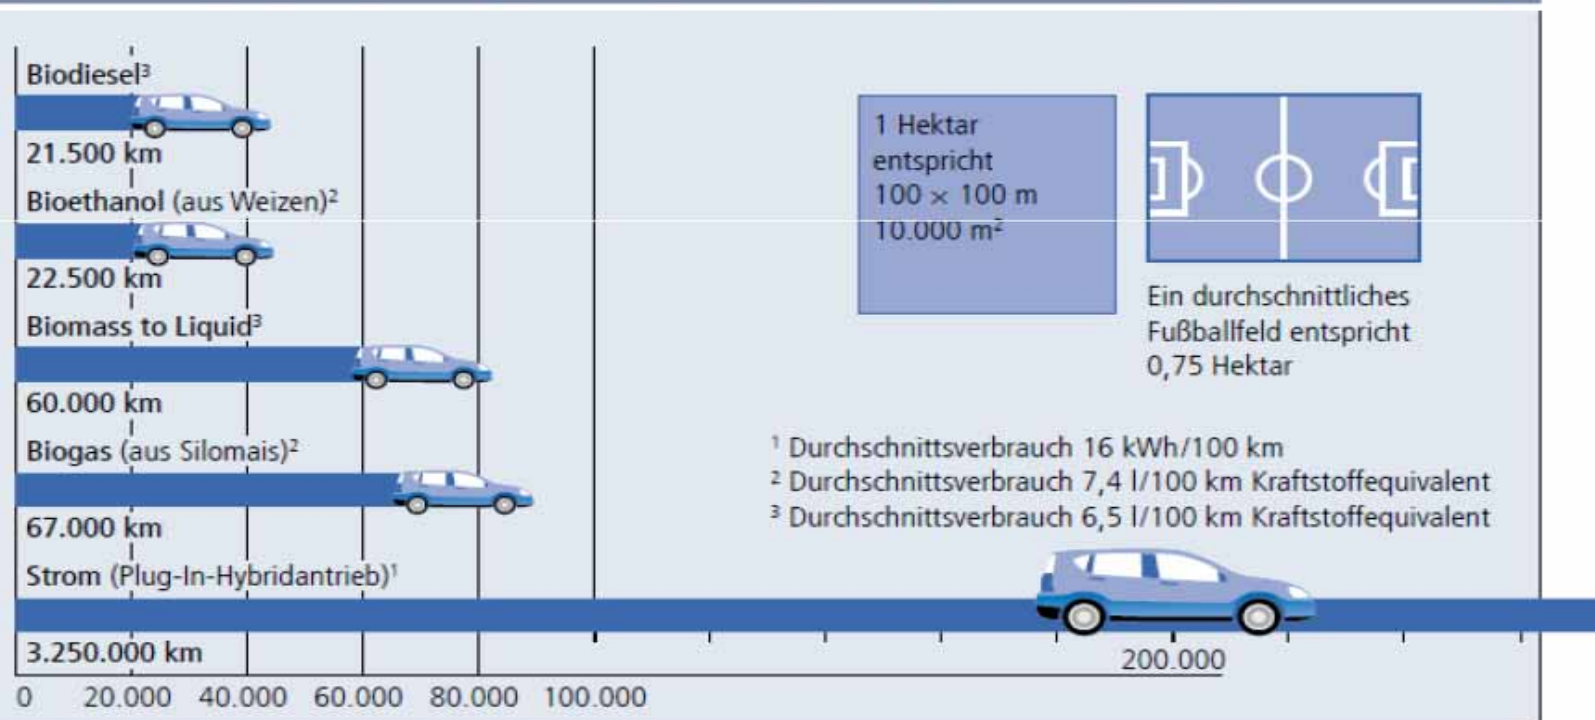 Biodiesel³
21.500 km
Bioethanol (aus Weizen)²
22.500 km
Biomass to Liquid³
60.000 km
Biogas (aus Silomais)²
67.000 km
Strom (Plug-In-Hybridantrieb)¹
3.250.000 km
0 20.000 40.000 60.000 80.000 100.000
200.000
1 Hektar
entspricht
100 × 100 m
10.000 m²
Ein durchschnittliches
Fußballfeld entspricht
0,75 Hektar
¹ Durchschnittsverbrauch 16 kWh/100 km
² Durchschnittsverbrauch 7,4 l/100 km Kraftstoffequivalent
³ Durchschnittsverbrauch 6,5 l/100 km Kraftstoffequivalent